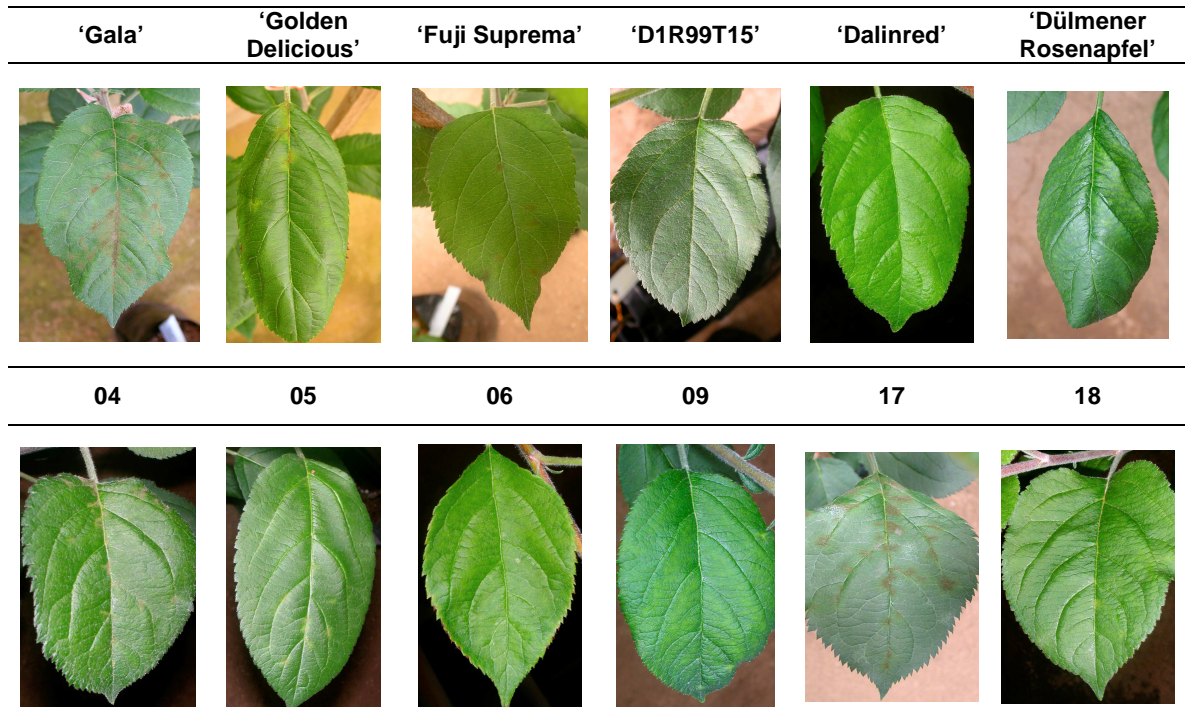 ‘Gala’
‘Golden
Delicious’
‘Fuji Suprema’
‘D1R99T15’
‘Dalinred’
‘Dülmener
Rosenapfel’
04
05
06
09
17
18